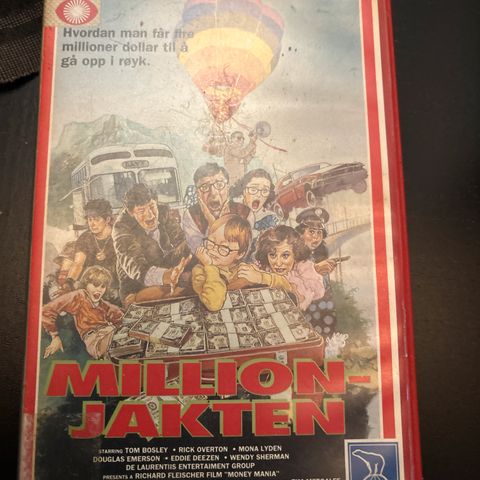 Hvordan man får fire
millioner dollar til å
gå opp i røyk.
MILLION-
JAKTEN
STARRING TOM BOSLEY • RICK OVERTON • MONA LYDEN
DOUGLAS EMERSON • EDDIE DEEZEN • WENDY SHERMAN
DE LAURENTIIS ENTERTAIMENT GROUP
PRESENTS A RICHARD FLEISCHER FILM "MONEY MANIA"